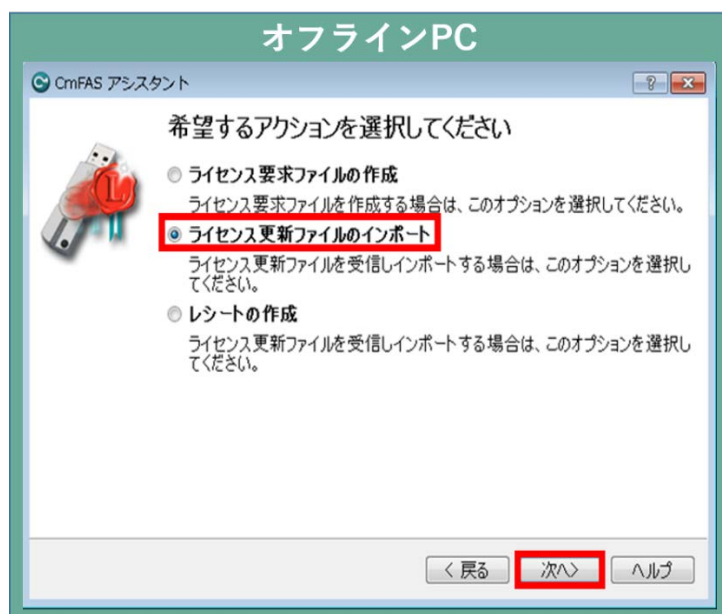 オフラインPC
CmFAS アシスタント
希望するアクションを選択してください
ライセンス要求ファイルの作成
ライセンス要求ファイルを作成する場合は、このオプションを選択してください。
ライセンス更新ファイルのインポート
ライセンス更新ファイルを受信しインポートする場合は、このオプションを選択し
てください。
レシートの作成
ライセンス更新ファイルを受信しインポートする場合は、このオプションを選択し
てください。
< 戻る 次へ> ヘルプ